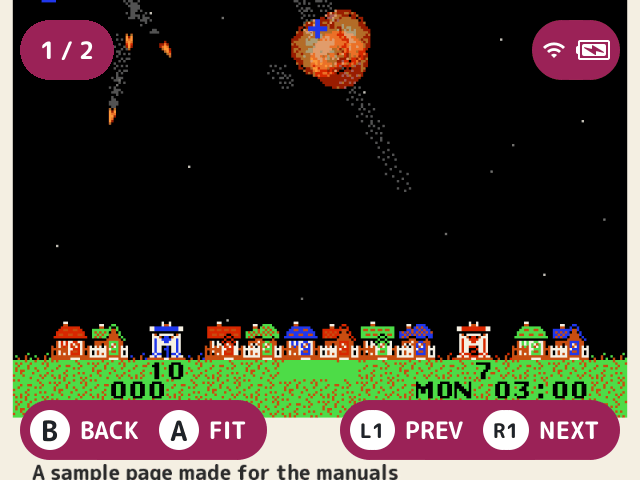 1 / 2
10
7
000
MON 03:00
B BACK A FIT
L1 PREV R1 NEXT
A sample page made for the manuals